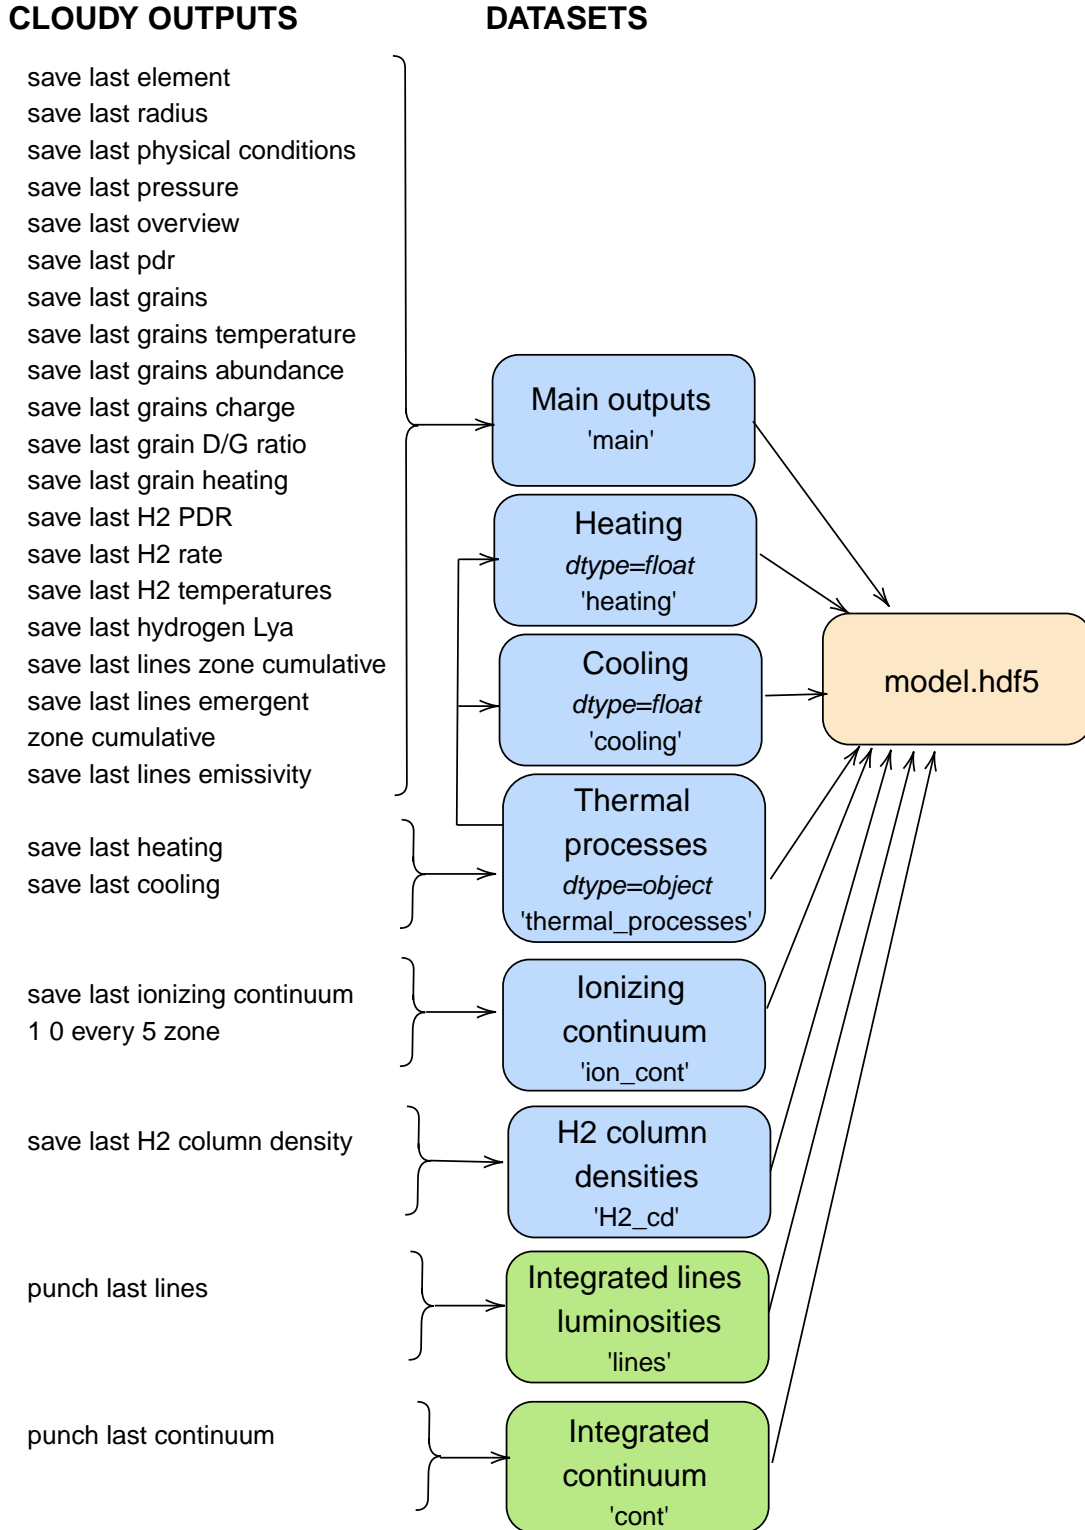 CLOUDY OUTPUTS
DATASETS
save last element
save last radius
save last physical conditions
save last pressure
save last overview
save last pdr
save last grains
save last grains temperature
save last grains abundance
save last grains charge
save last grain D/G ratio
save last grain heating
save last H2 PDR
save last H2 rate
save last H2 temperatures
save last hydrogen Lya
save last lines zone cumulative
save last lines emergent
zone cumulative
save last lines emissivity
save last heating
save last cooling
save last ionizing continuum
1 0 every 5 zone
save last H2 column density
punch last lines
punch last continuum
Main outputs
'main'
Heating
dtype=float
'heating'
Cooling
dtype=float
'cooling'
Thermal
processes
dtype=object
'thermal_processes'
Ionizing
continuum
'ion_cont'
H2 column
densities
'H2_cd'
Integrated lines
luminosities
'lines'
Integrated
continuum
'cont'
model.hdf5